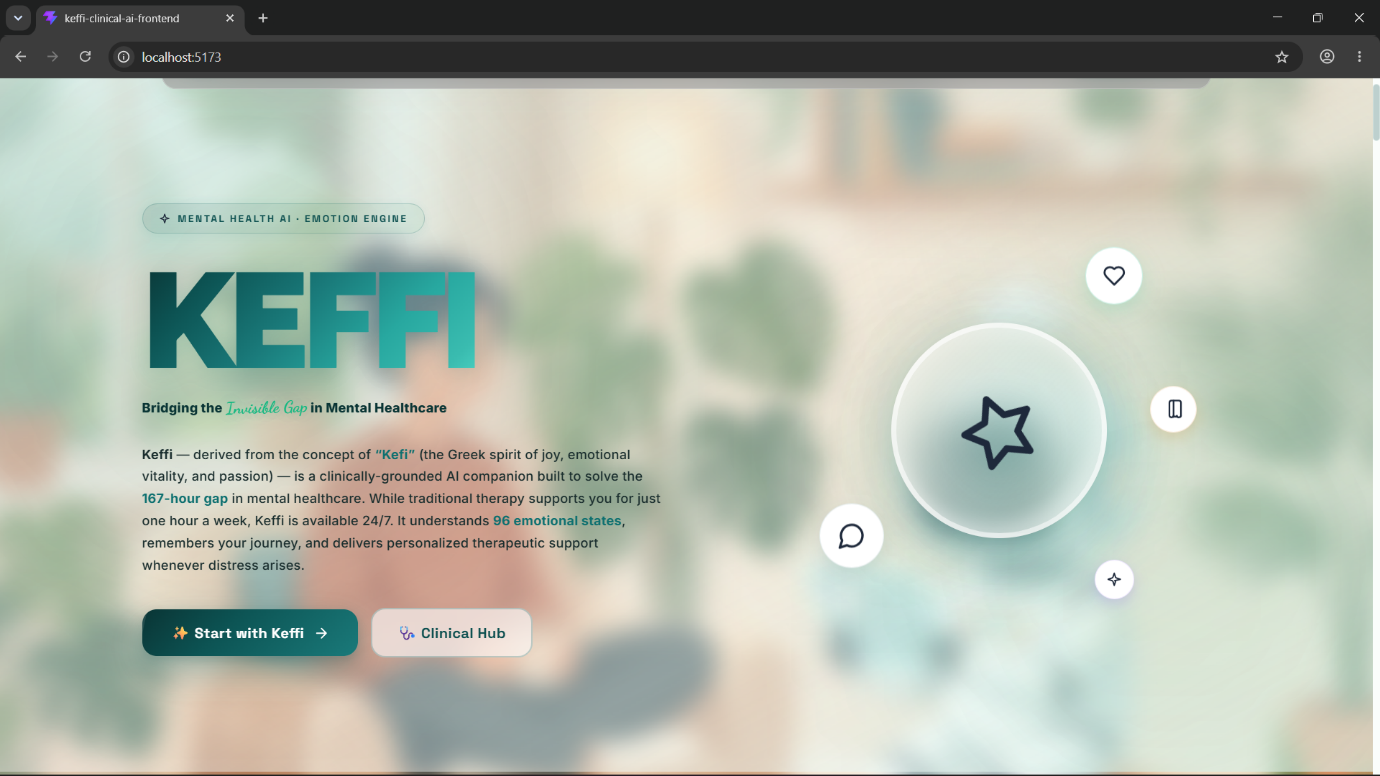 keffi-clinical-ai-frontend
localhost:5173
MENTAL HEALTH AI · EMOTION ENGINE
KEFFI
Bridging the Invisible Gap in Mental Healthcare
Keffi — derived from the concept of “Kefi” (the Greek spirit of joy, emotional
vitality, and passion) — is a clinically-grounded AI companion built to solve the
167-hour gap in mental healthcare. While traditional therapy supports you for just
one hour a week, Keffi is available 24/7. It understands 96 emotional states,
remembers your journey, and delivers personalized therapeutic support
whenever distress arises.
✨ Start with Keffi →
🩺 Clinical Hub